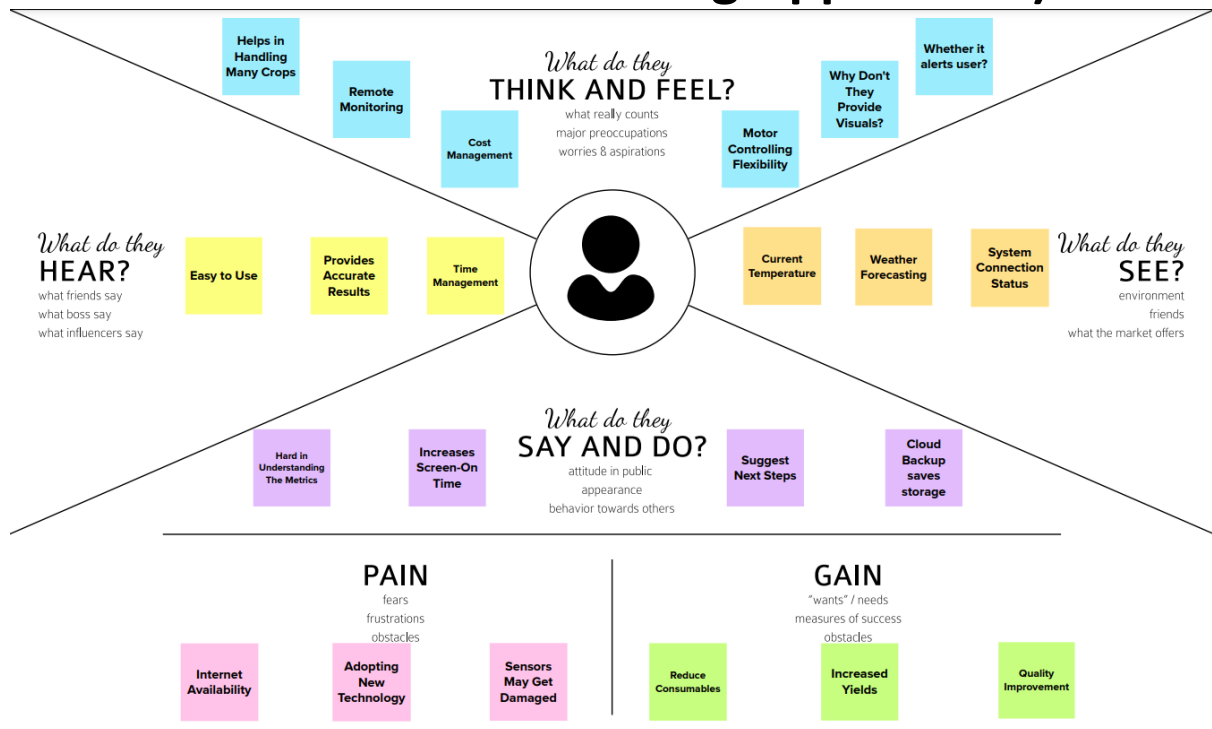 Helps in
Handling
Many Crops
Remote
Monitoring
Cost
Management
What do they
THINK AND FEEL?
what really counts
major preoccupations
worries & aspirations
Motor
Controlling
Flexibility
Why Don't
They
Provide
Visuals?
Whether it
alerts user?
What do they
HEAR?
what friends say
what boss say
what influencers say
Easy to Use
Provides
Accurate
Results
Time
Management
Current
Temperature
Weather
Forecasting
System
Connection
Status
What do they
SEE?
environment
friends
what the market offers
What do they
SAY AND DO?
attitude in public
appearance
behavior towards others
Hard in
Understanding
The Metrics
Increases
Screen-On
Time
Suggest
Next Steps
Cloud
Backup
saves
storage
PAIN
fears
frustrations
obstacles
Internet
Availability
Adopting
New
Technology
Sensors
May Get
Damaged
GAIN
"wants" / needs
measures of success
obstacles
Reduce
Consumables
Increased
Yields
Quality
Improvement